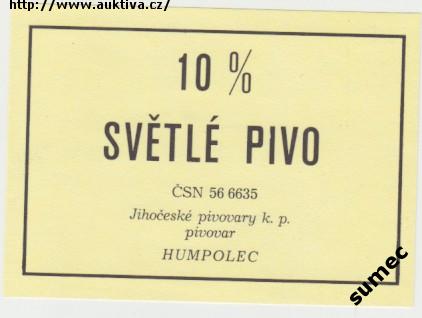 http://www.auktiva.cz/
10 %
SVĚTLÉ PIVO
ČSN 56 6635
Jihočeské pivovary k. p.
pivovar
HUMPOLEC
sumec